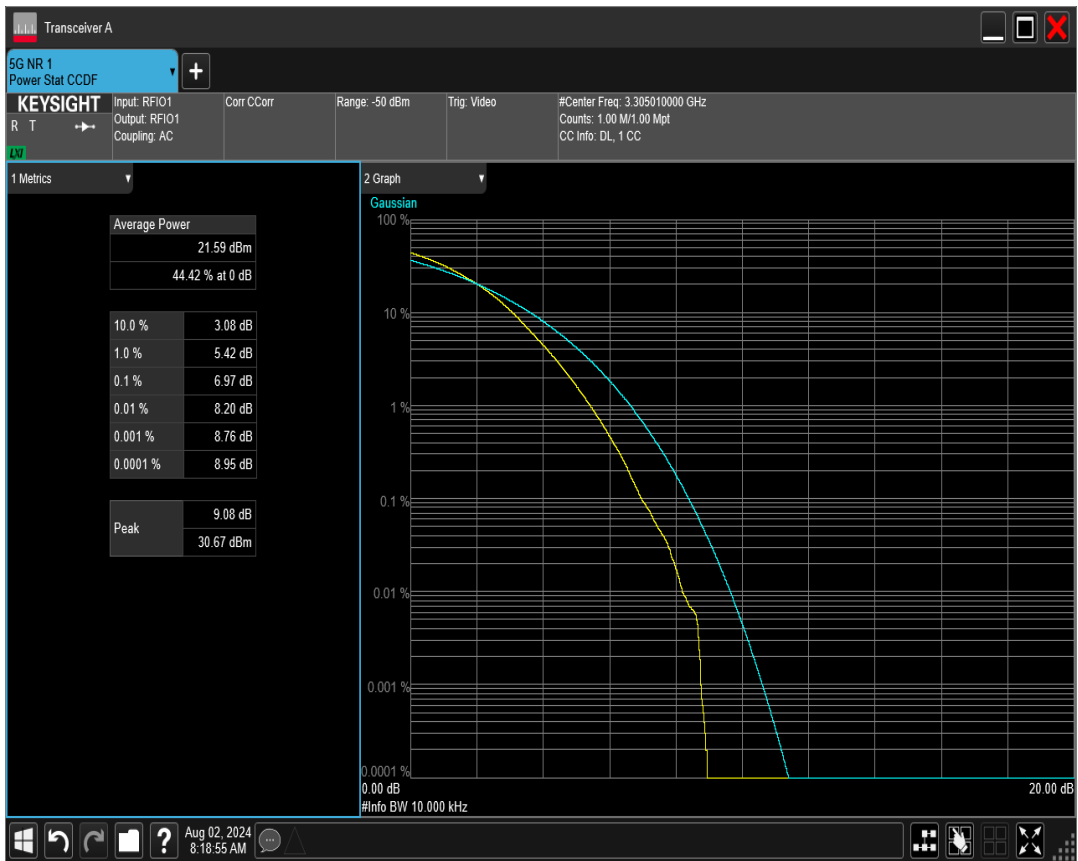 Transceiver A
5G NR 1
Power Stat CCDF
+
KEYSIGHT
R T
LXI
Input: RFIO1
Output: RFIO1
Coupling: AC
Corr CCorr
Range: -50 dBm
Trig: Video
#Center Freq: 3.305010000 GHz
Counts: 1.00 M/1.00 Mpt
CC Info: DL, 1 CC
1 Metrics
Average Power
21.59 dBm
44.42 % at 0 dB
10.0 % 3.08 dB
1.0 % 5.42 dB
0.1 % 6.97 dB
0.01 % 8.20 dB
0.001 % 8.76 dB
0.0001 % 8.95 dB
Peak
9.08 dB
30.67 dBm
2 Graph
Gaussian
100 %
10 %
1 %
0.1 %
0.01 %
0.001 %
0.0001 %
0.00 dB 20.00 dB
#Info BW 10.000 kHz
?
Aug 02, 2024
8:18:55 AM